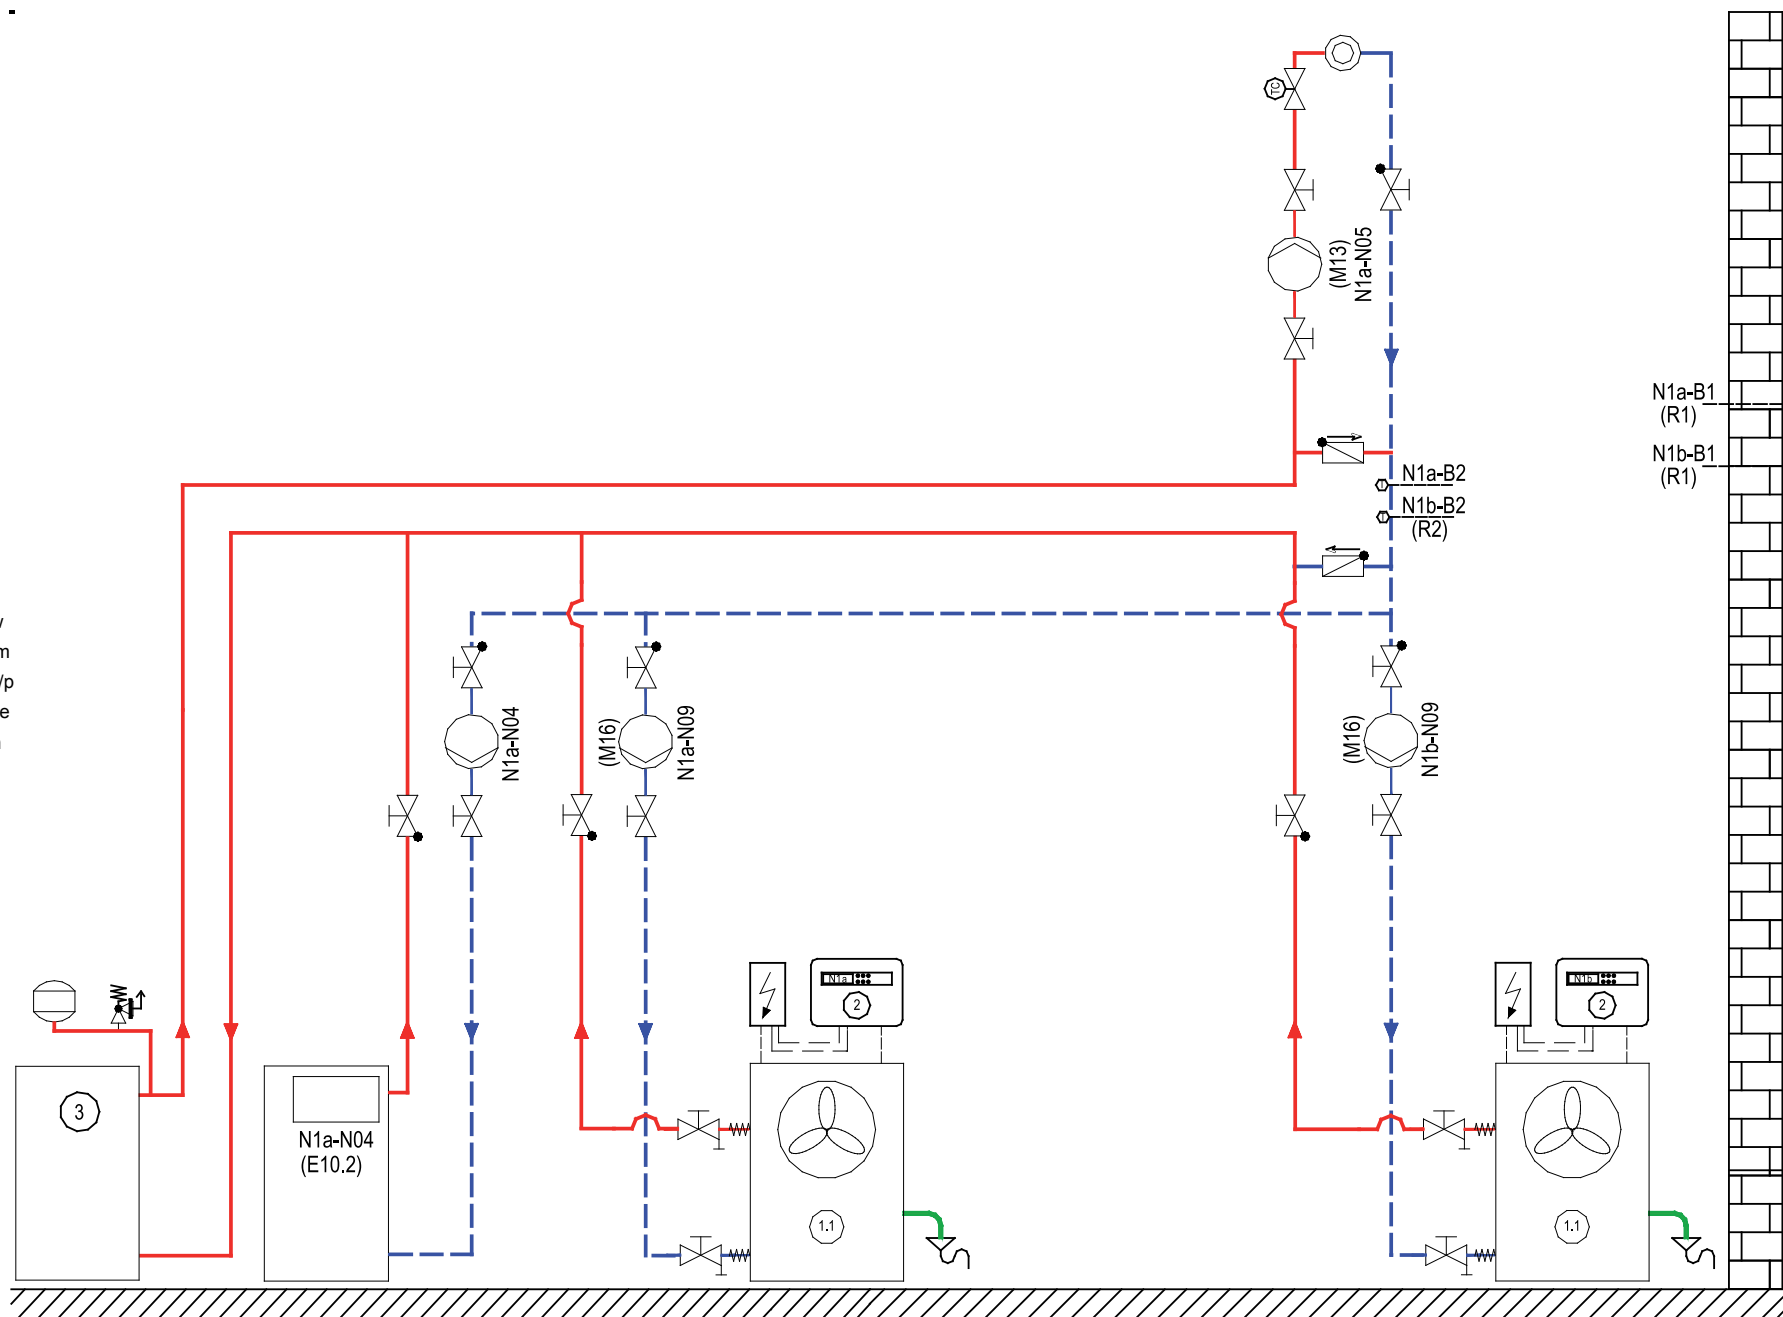 TC
(M13)
N1a-N05
N1a-B1
(R1)
N1b-B1
(R1)
N1a-B2
N1b-B2
(R2)
m
/p
e
N1a-N04
(M16)
N1a-N09
(M16)
N1b-N09
N1a
2
N1b
2
3
N1a-N04
(E10.2)
1.1
1.1